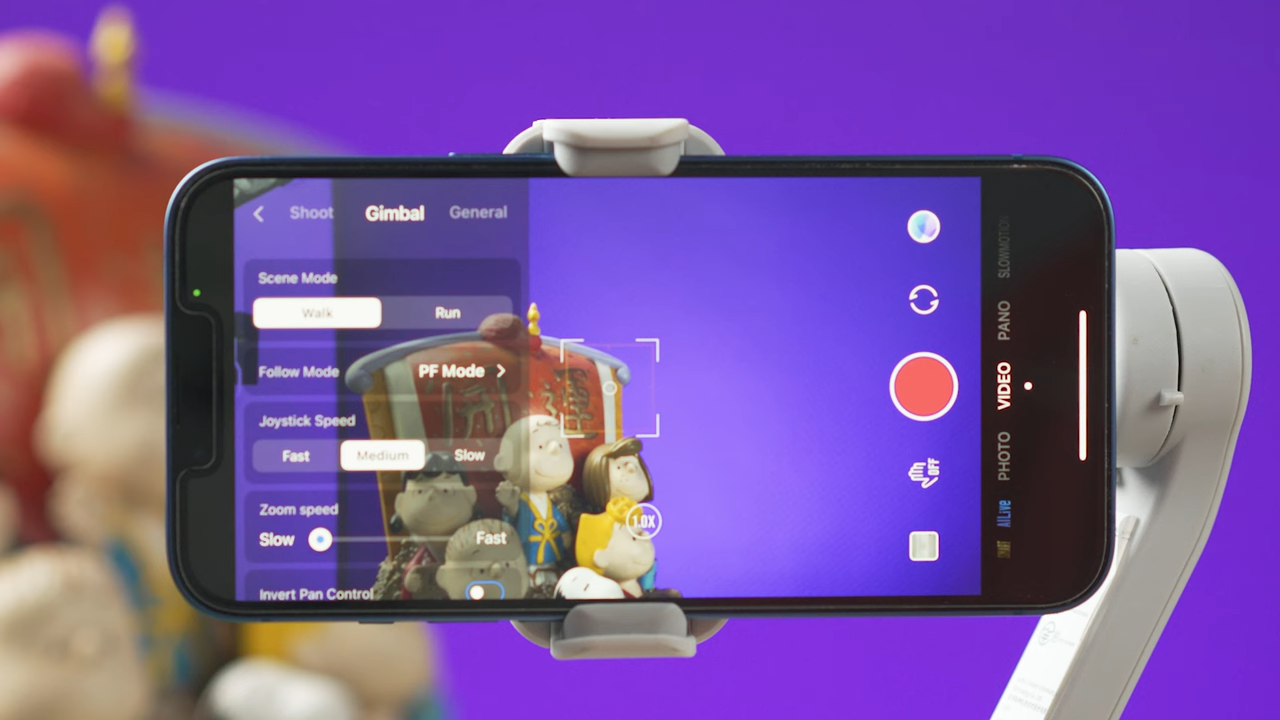 Shoot Gimbal General
Scene Mode
Walk Run
Follow Mode PF Mode
Joystick Speed
Fast Medium Slow
Zoom speed
Slow Fast
Invert Pan Control
1.0X
OFF
SLOWMOTION
PANO
VIDEO
PHOTO
AILive